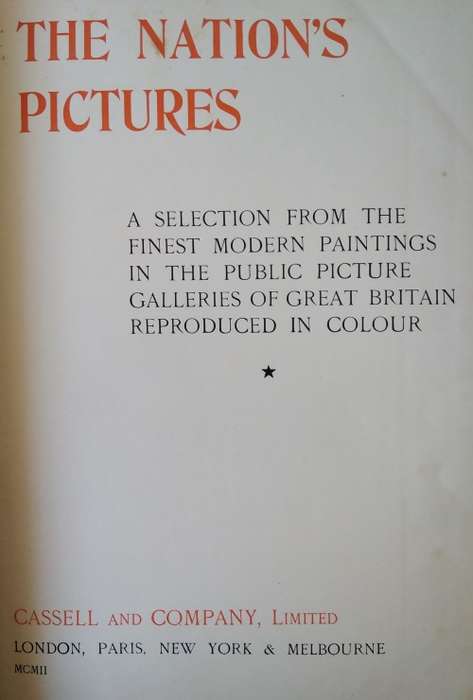 THE NATION'S
PICTURES
A SELECTION FROM THE
FINEST MODERN PAINTINGS
IN THE PUBLIC PICTURE
GALLERIES OF GREAT BRITAIN
REPRODUCED IN COLOUR
★
CASSELL AND COMPANY, LIMITED
LONDON, PARIS, NEW YORK & MELBOURNE
MCMII